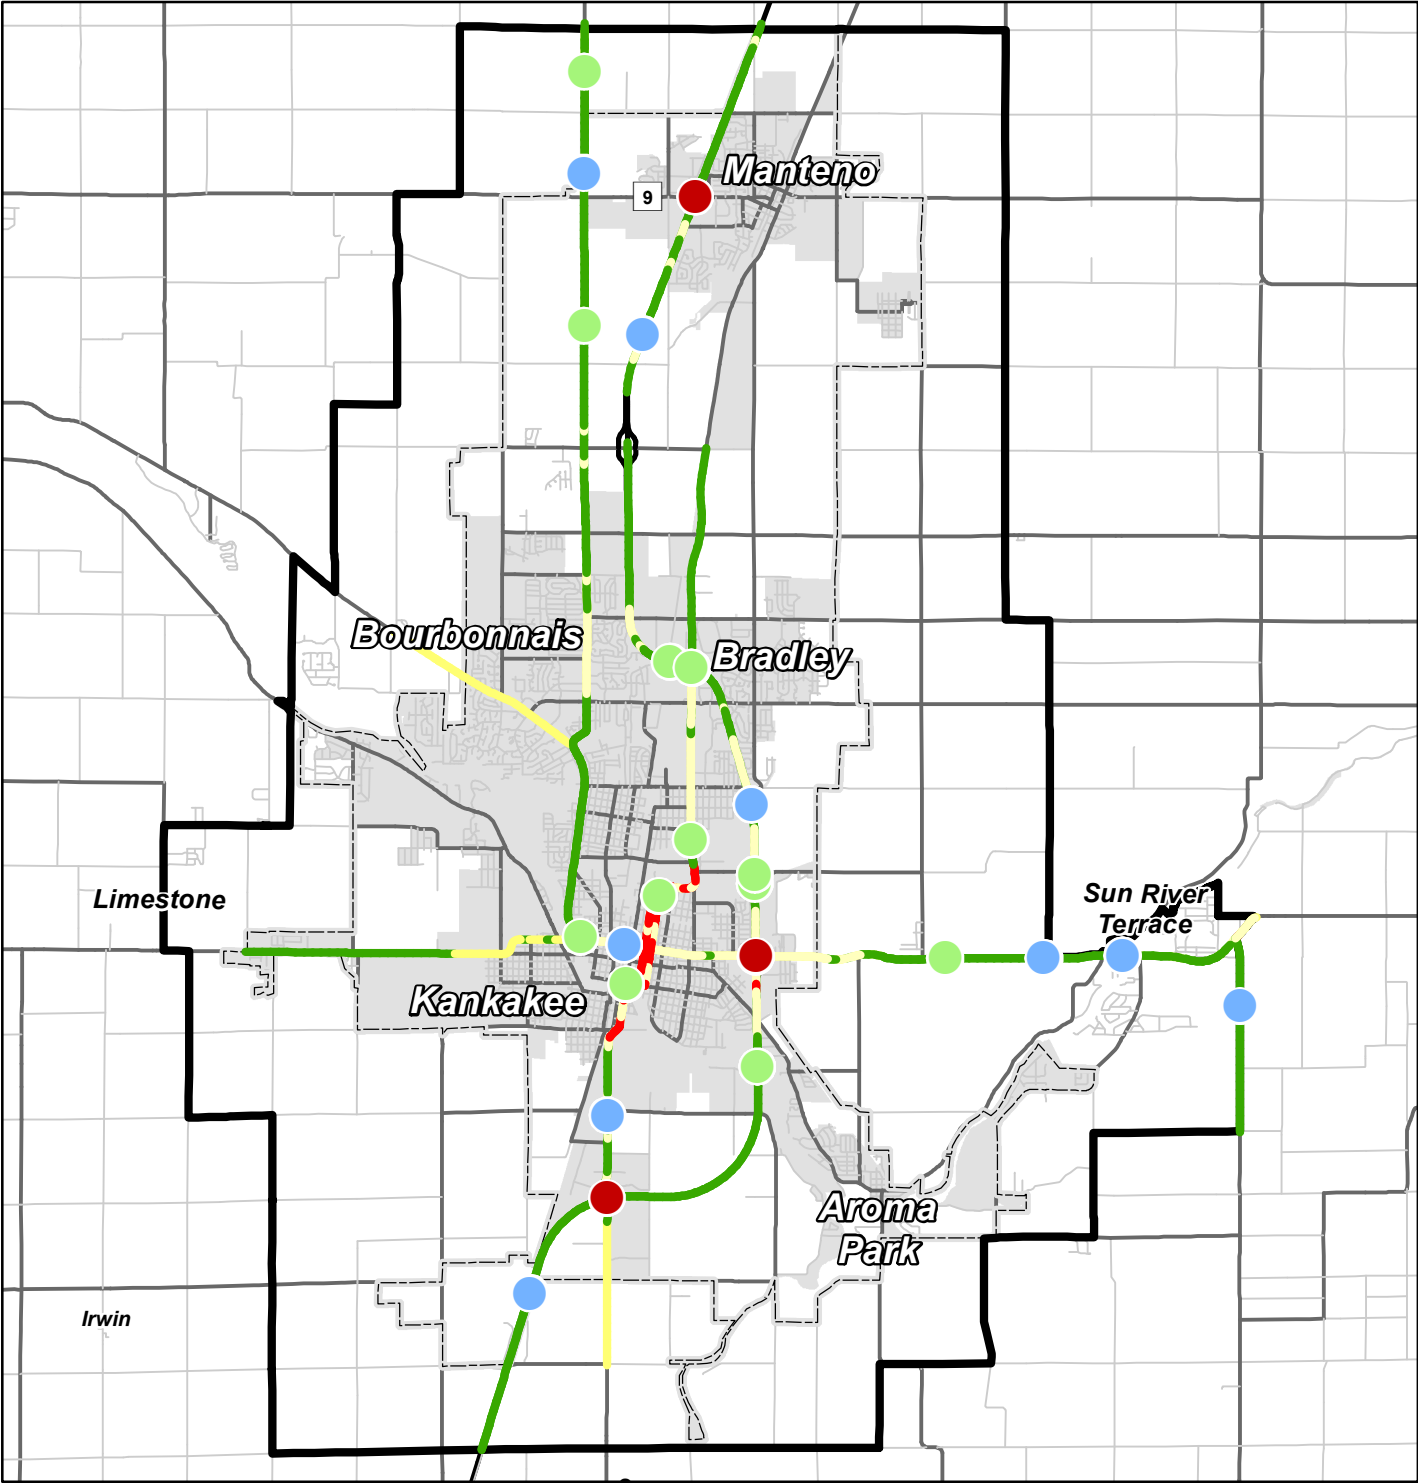 Manteno
9
Bourbonnais
Bradley
Limestone
Sun River
Terrace
Kankakee
Aroma
Park
Irwin